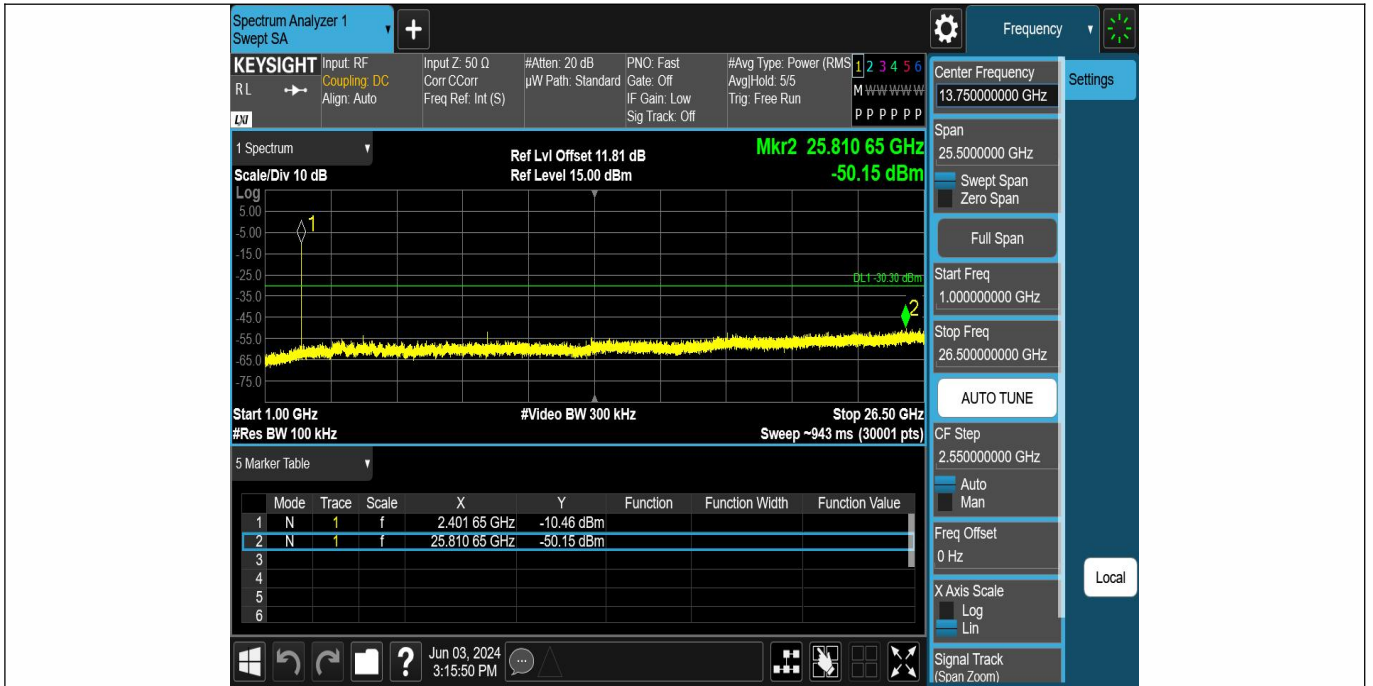 Spectrum Analyzer 1
Swept SA
+
Frequency
KEYSIGHT
RL
LXI
Input: RF
Coupling: DC
Align: Auto
Input Z: 50 Ω
Corr CCorr
Freq Ref: Int (S)
#Atten: 20 dB
µW Path: Standard
PNO: Fast
Gate: Off
IF Gain: Low
Sig Track: Off
#Avg Type: Power (RMS
Avg|Hold: 5/5
Trig: Free Run
1 2 3 4 5 6
M W W W W W
P P P P P P
1 Spectrum
Scale/Div 10 dB
Ref Lvl Offset 11.81 dB
Ref Level 15.00 dBm
Mkr2 25.810 65 GHz
-50.15 dBm
Log
5.00
-5.00
-15.0
-25.0
-35.0
-45.0
-55.0
-65.0
-75.0
1
DL1 -30.30 dBm
2
Start 1.00 GHz
#Video BW 300 kHz
Stop 26.50 GHz
#Res BW 100 kHz
Sweep ~943 ms (30001 pts)
5 Marker Table
Mode Trace Scale X Y Function Function Width Function Value
1 N 1 f 2.401 65 GHz -10.46 dBm
2 N 1 f 25.810 65 GHz -50.15 dBm
3
4
5
6
?
Jun 03, 2024
3:15:50 PM
Center Frequency
13.750000000 GHz
Settings
Span
25.5000000 GHz
Swept Span
Zero Span
Full Span
Start Freq
1.000000000 GHz
Stop Freq
26.500000000 GHz
AUTO TUNE
CF Step
2.550000000 GHz
Auto
Man
Freq Offset
0 Hz
X Axis Scale
Log
Lin
Signal Track
(Span Zoom)
Local